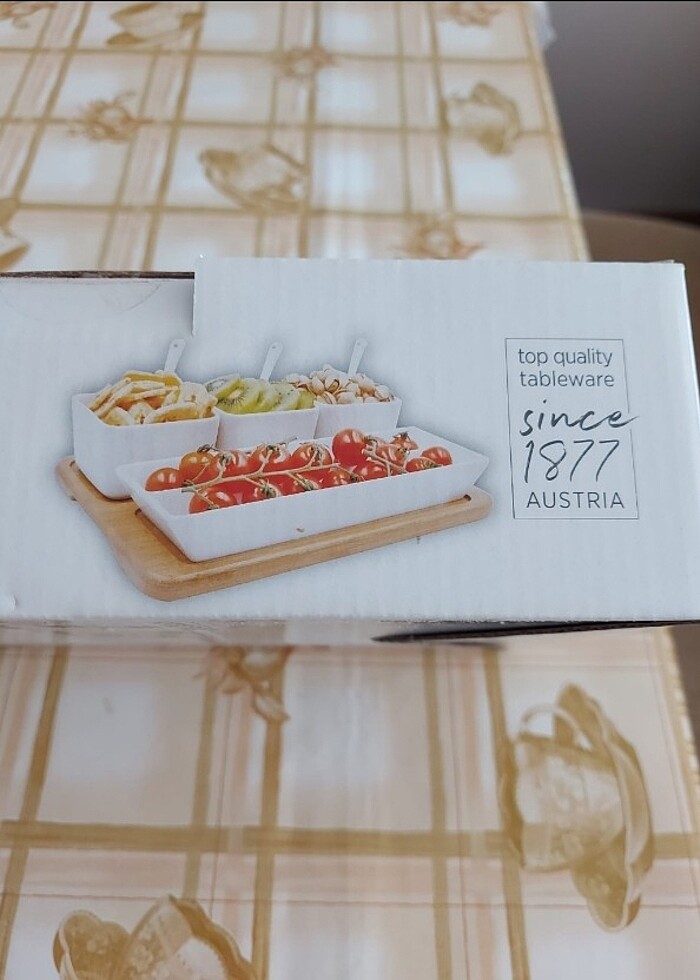 top quality
tableware
since
1877
AUSTRIA